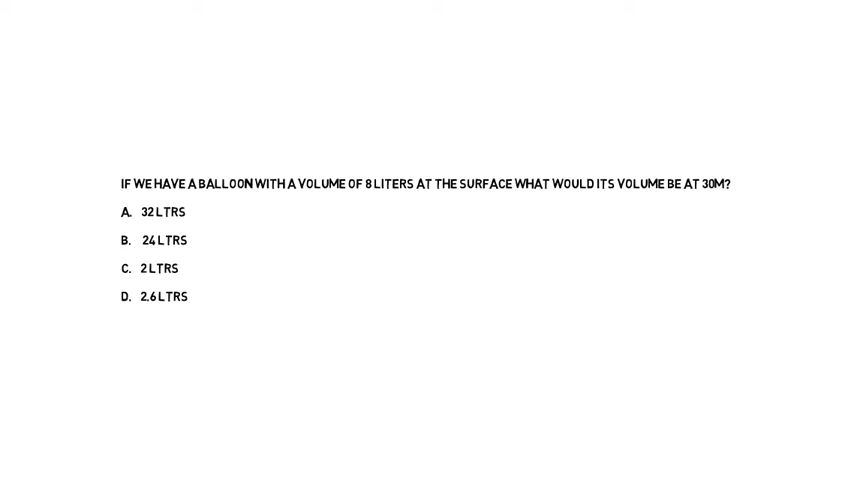 IF WE HAVE A BALLOON WITH A VOLUME OF 8 LITERS AT THE SURFACE WHAT WOULD ITS VOLUME BE AT 30M?
A. 32 LTRS
B. 24 LTRS
C. 2 LTRS
D. 2.6 LTRS